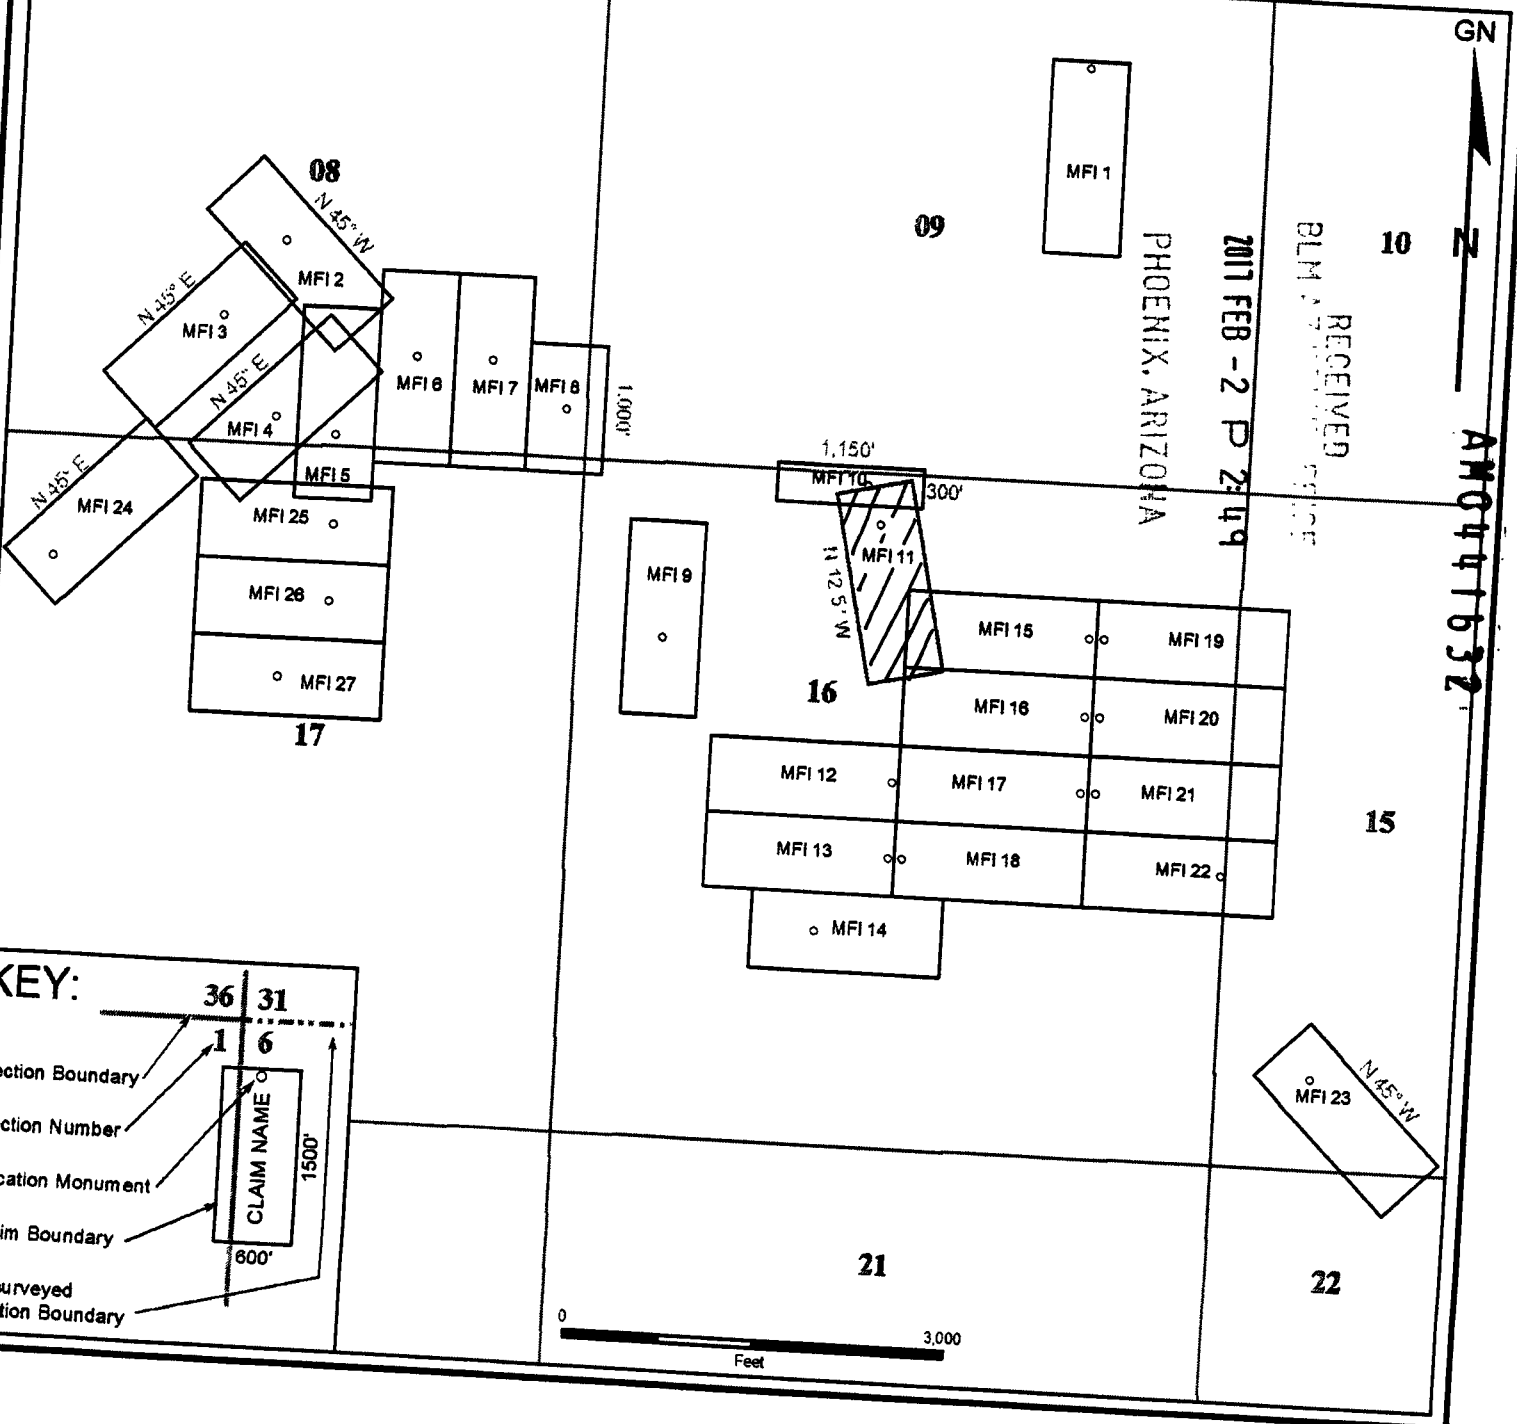 GN
N
08
09
10
MFI 1
N 45° W
MFI 2
N 45° E
MFI 3
N 45° E
MFI 4
MFI 5
MFI 6
MFI 7
MFI 8
1,000'
RECEIVED
BLM
2017 FEB -2 P 2:49
PHOENIX, ARIZONA
1,150'
MFI 10
300'
N 45° E
MFI 24
MFI 25
MFI 26
MFI 27
17
MFI 9
MFI 11
N 12.5° W
16
MFI 15
MFI 19
MFI 16
MFI 20
MFI 12
MFI 17
MFI 21
MFI 13
MFI 18
MFI 22
MFI 14
15
AMC441632
MFI 23
N 45° W
21
22
KEY:
36 31
1 6
ction Boundary
ction Number
cation Monument
im Boundary
urveyed
tion Boundary
CLAIM NAME
1500'
600'
0
3,000
Feet